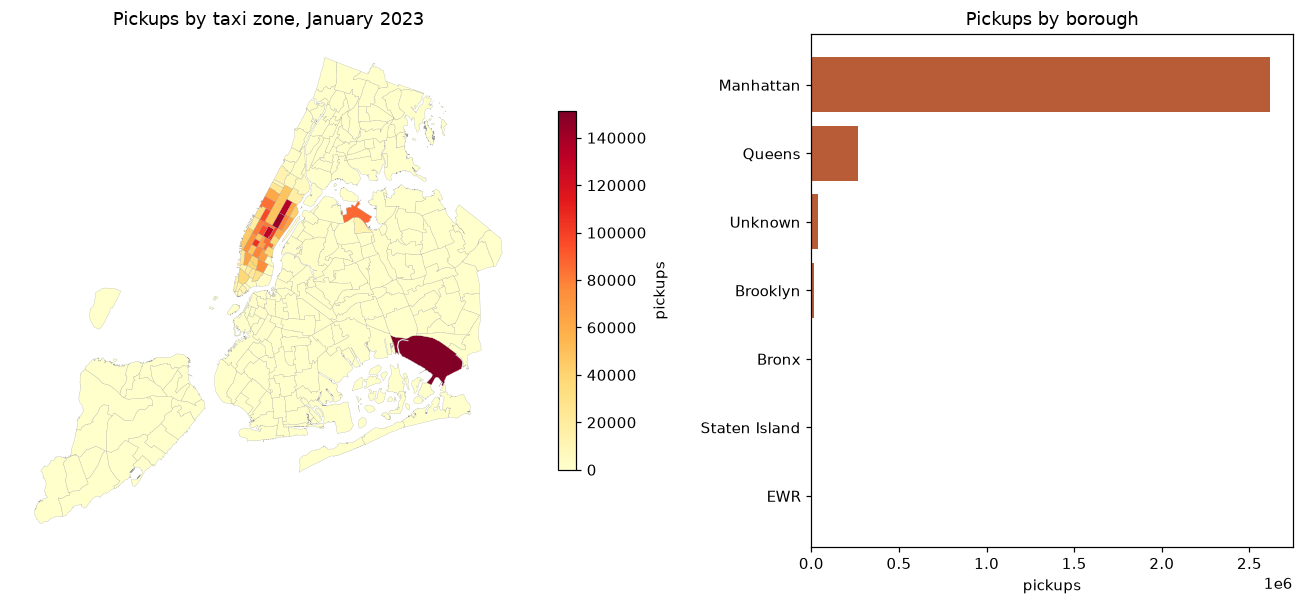 Pickups by taxi zone, January 2023
140000
120000
100000
80000
60000
40000
20000
0
pickups
Pickups by borough
Manhattan
Queens
Unknown
Brooklyn
Bronx
Staten Island
EWR
0.0 0.5 1.0 1.5 2.0 2.5
1e6
pickups